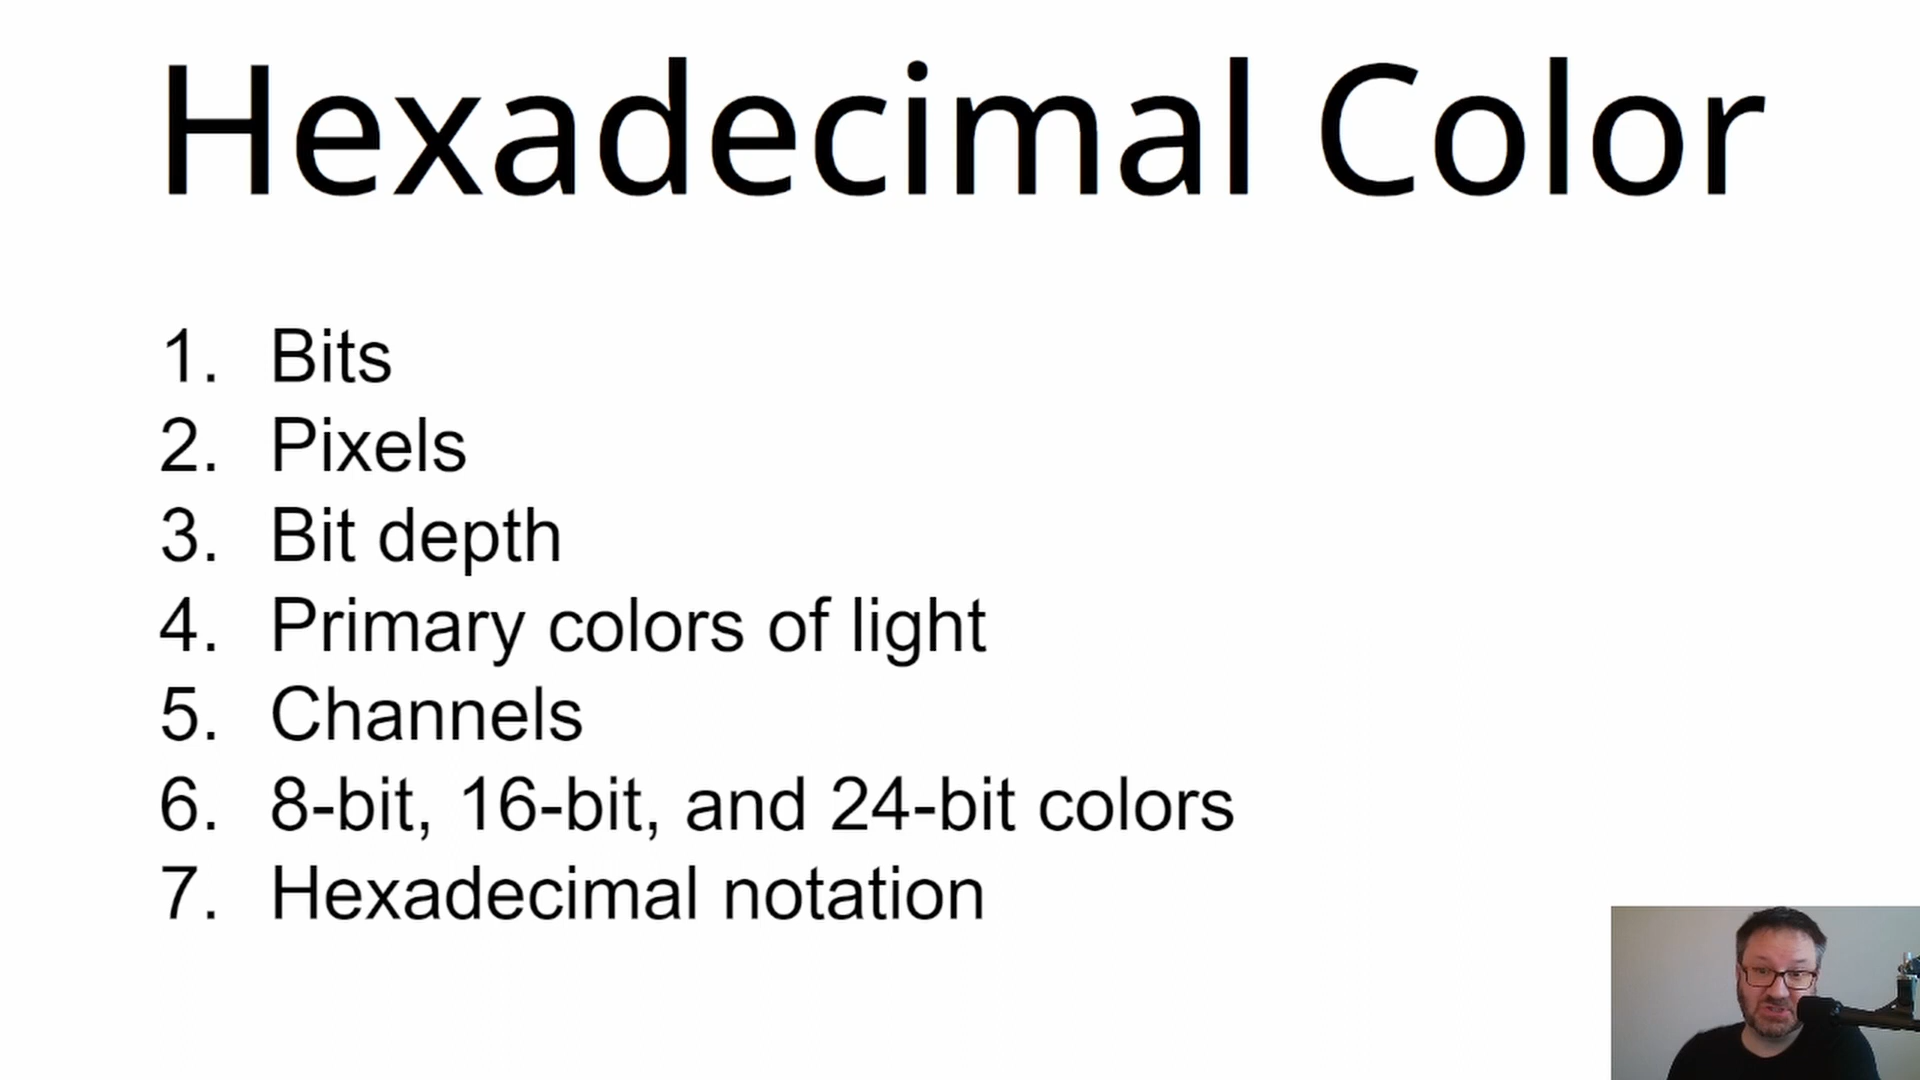 Hexadecimal Color
1. Bits
2. Pixels
3. Bit depth
4. Primary colors of light
5. Channels
6. 8-bit, 16-bit, and 24-bit colors
7. Hexadecimal notation